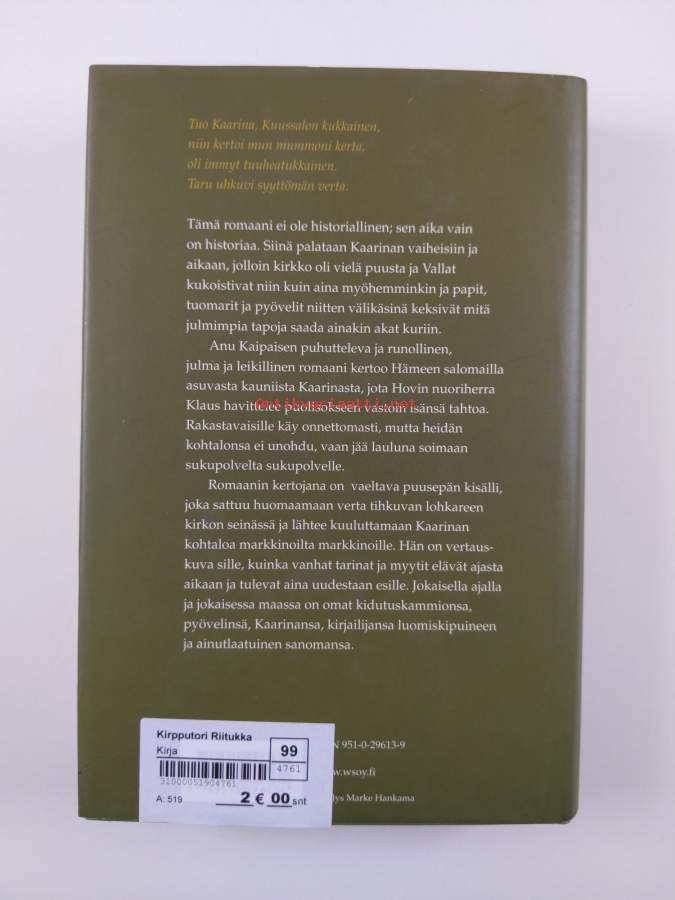 Tuo Kaarina, Kuussalon kukkainen,
niin kertoi mun mummoni kerta,
oli immyt tuuheatukkainen.
Taru uhkuvi syyttömän verta.
Tämä romaani ei ole historiallinen; sen aika vain
on historiaa. Siinä palataan Kaarinan vaiheisiin ja
aikaan, jolloin kirkko oli vielä puusta ja Vallat
kukoistivat niin kuin aina myöhemminkin ja papit,
tuomarit ja pyövelit niitten välikäsinä keksivät mitä
julmimpia tapoja saada ainakin akat kuriin.
Anu Kaipaisen puhutteleva ja runollinen,
julma ja leikillinen romaani kertoo Hämeen salomailla
asuvasta kauniista Kaarinasta, jota Hovin nuoriherra
Klaus havittelee puolisokseen vastoin isänsä tahtoa.
Antikvariaatti.net
Rakastavaisille käy onnettomasti, mutta heidän
kohtalonsa ei unohdu, vaan jää lauluna soimaan
sukupolvelta sukupolvelle.
Romaanin kertojana on vaeltava puusepän kisälli,
joka sattuu huomaamaan verta tihkuvan lohkareen
kirkon seinässä ja lähtee kuuluttamaan Kaarinan
kohtaloa markkinoilta markkinoille. Hän on vertaus-
kuva sille, kuinka vanhat tarinat ja myytit elävät ajasta
aikaan ja tulevat aina uudestaan esille. Jokaisella ajalla
ja jokaisessa maassa on omat kidutuskammionsa,
pyövelinsä, Kaarinansa, kirjailijansa luomiskipuineen
ja ainutlaatuinen sanomansa.
Kirpputori Riitukka
Kirja
99
4761
31000051904761
A: 519
2 € 00 snt
N 951-0-29613-9
w.wsoy.fi
lys Marke Hankama